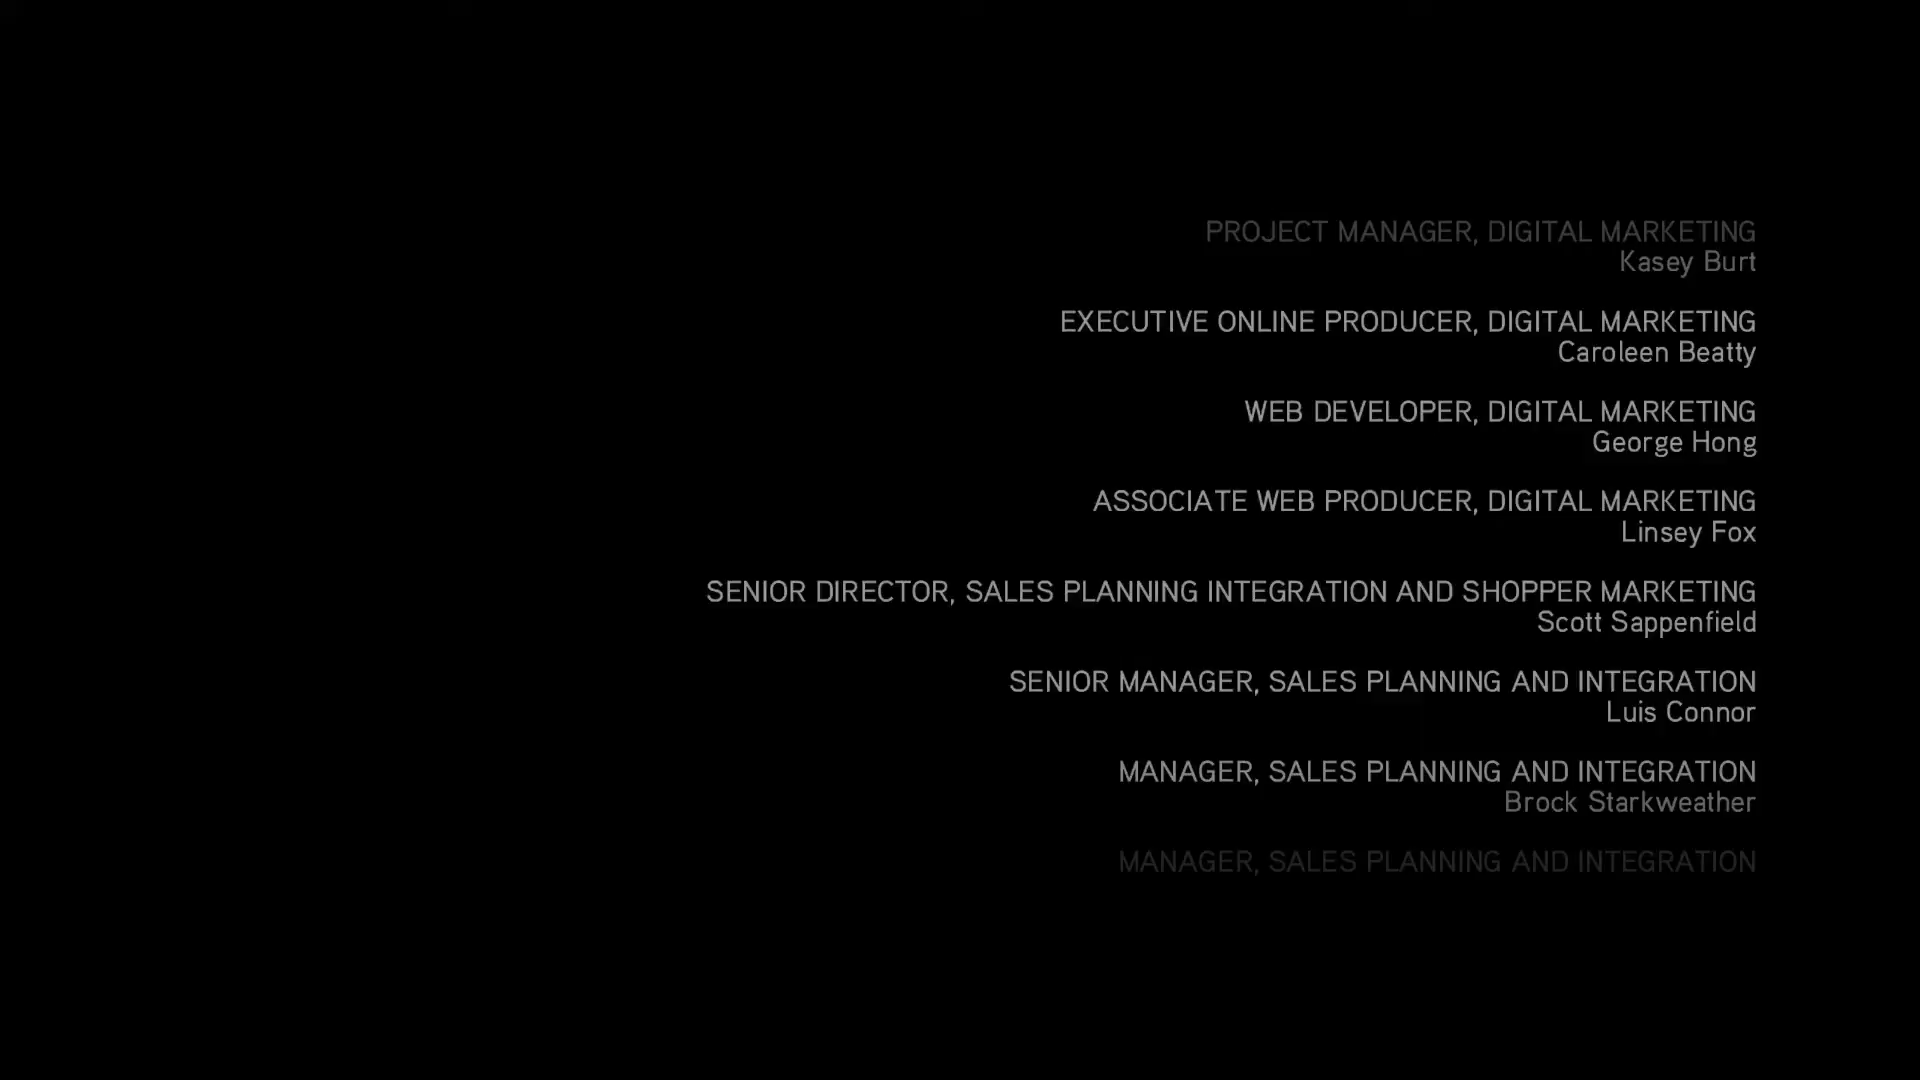 PROJECT MANAGER, DIGITAL MARKETING
Kasey Burt
EXECUTIVE ONLINE PRODUCER, DIGITAL MARKETING
Caroleen Beatty
WEB DEVELOPER, DIGITAL MARKETING
George Hong
ASSOCIATE WEB PRODUCER, DIGITAL MARKETING
Linsey Fox
SENIOR DIRECTOR, SALES PLANNING INTEGRATION AND SHOPPER MARKETING
Scott Sappenfield
SENIOR MANAGER, SALES PLANNING AND INTEGRATION
Luis Connor
MANAGER, SALES PLANNING AND INTEGRATION
Brock Starkweather
MANAGER, SALES PLANNING AND INTEGRATION